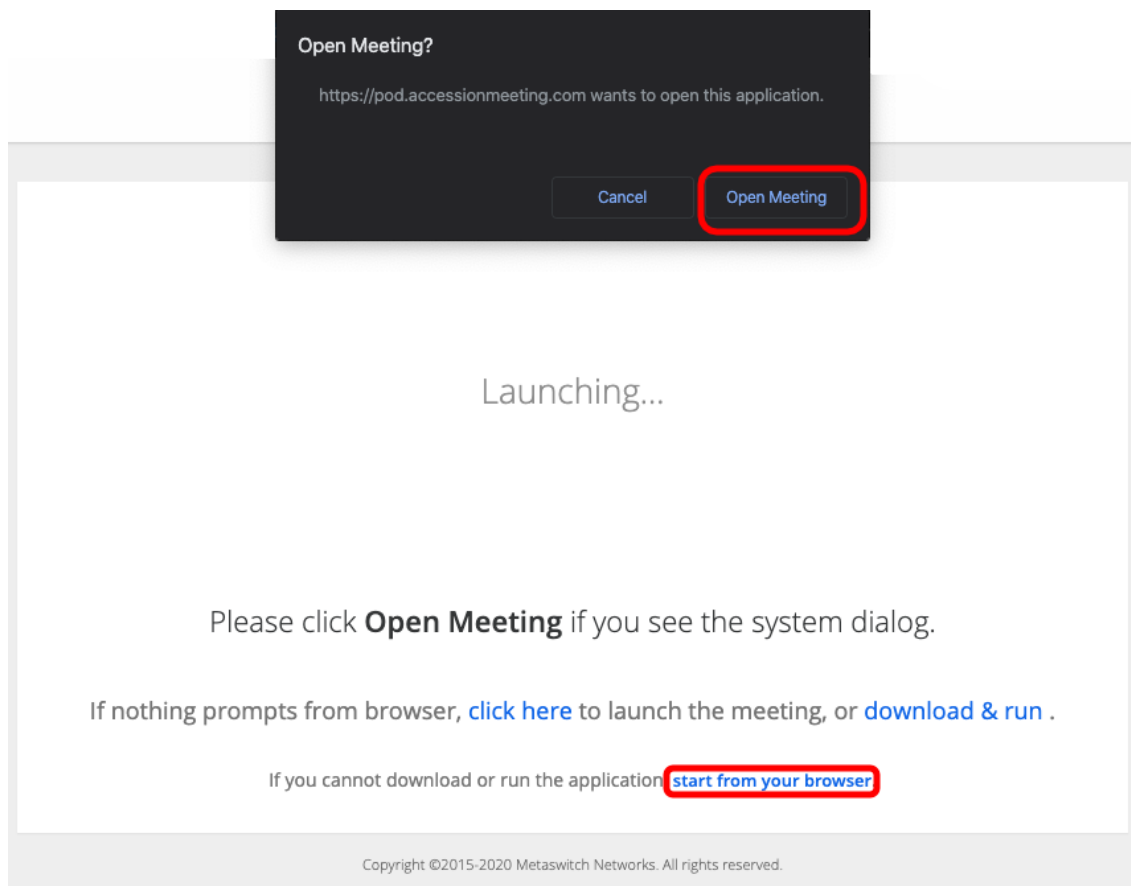 Open Meeting?
https://pod.accessionmeeting.com wants to open this application.
Cancel Open Meeting
Launching...
Please click Open Meeting if you see the system dialog.
If nothing prompts from browser, click here to launch the meeting, or download & run .
If you cannot download or run the application start from your browser
Copyright ©2015-2020 Metaswitch Networks. All rights reserved.